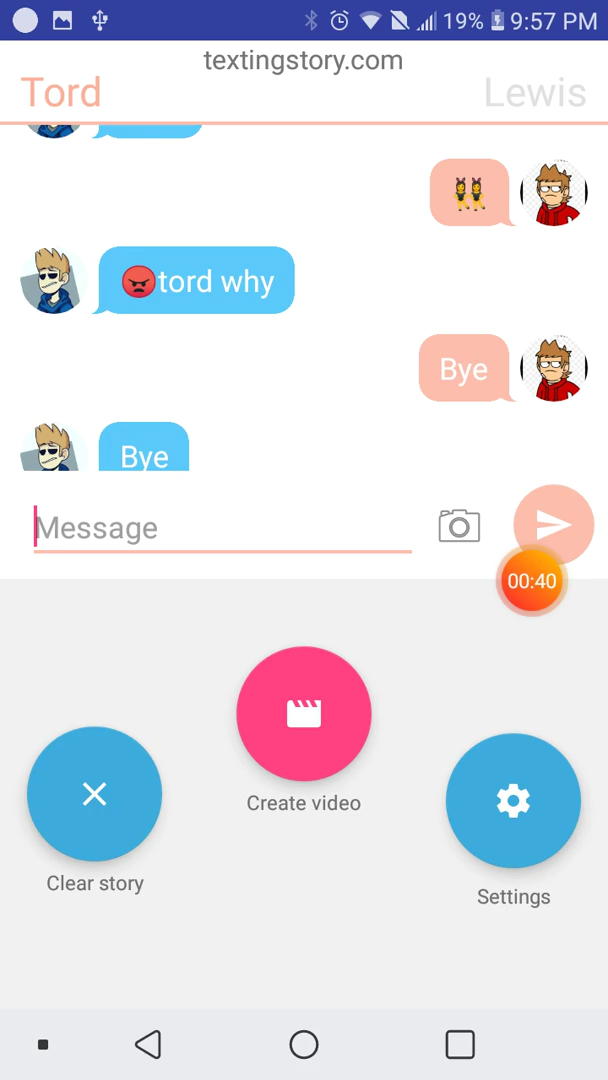 19% 9:57 PM
textingstory.com
Tord Lewis
👯
😡tord why
Bye
Bye
Message
00:40
Create video
Clear story
Settings